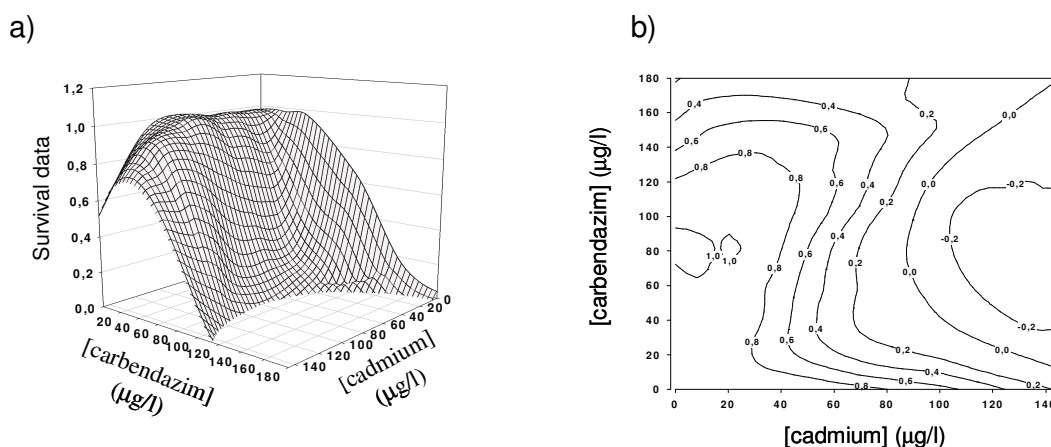 a)
b)
Survival data
1,2
1,0
0,8
0,6
0,4
0,2
0,0
20 40 60 80 100 120 140 160 180
[carbendazim]
(µg/l)
140 120 100 80 60 40 20 0
[cadmium]
(µg/l)
[carbendazim] (µg/l)
180
160
140
120
100
80
60
40
20
0
0,4 0,4 0,2 0,0
0,6 0,6
0,8 0,8 0,6 0,4 0,2 0,0 -0,2
1,0 1,0 0,8 0,6 0,4 0,2 0,0 -0,2
0,8 0,6 0,4 0,2 0,0 -0,2
0,8 0,6 0,4 0,2
0 20 40 60 80 100 120 140
[cadmium] (µg/l)